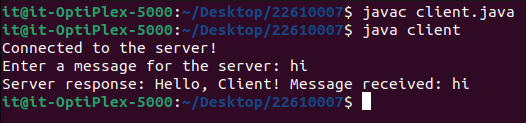 it@it-OptiPlex-5000:~/Desktop/22610007$ javac client.java
it@it-OptiPlex-5000:~/Desktop/22610007$ java client
Connected to the server!
Enter a message for the server: hi
Server response: Hello, Client! Message received: hi
it@it-OptiPlex-5000:~/Desktop/22610007$